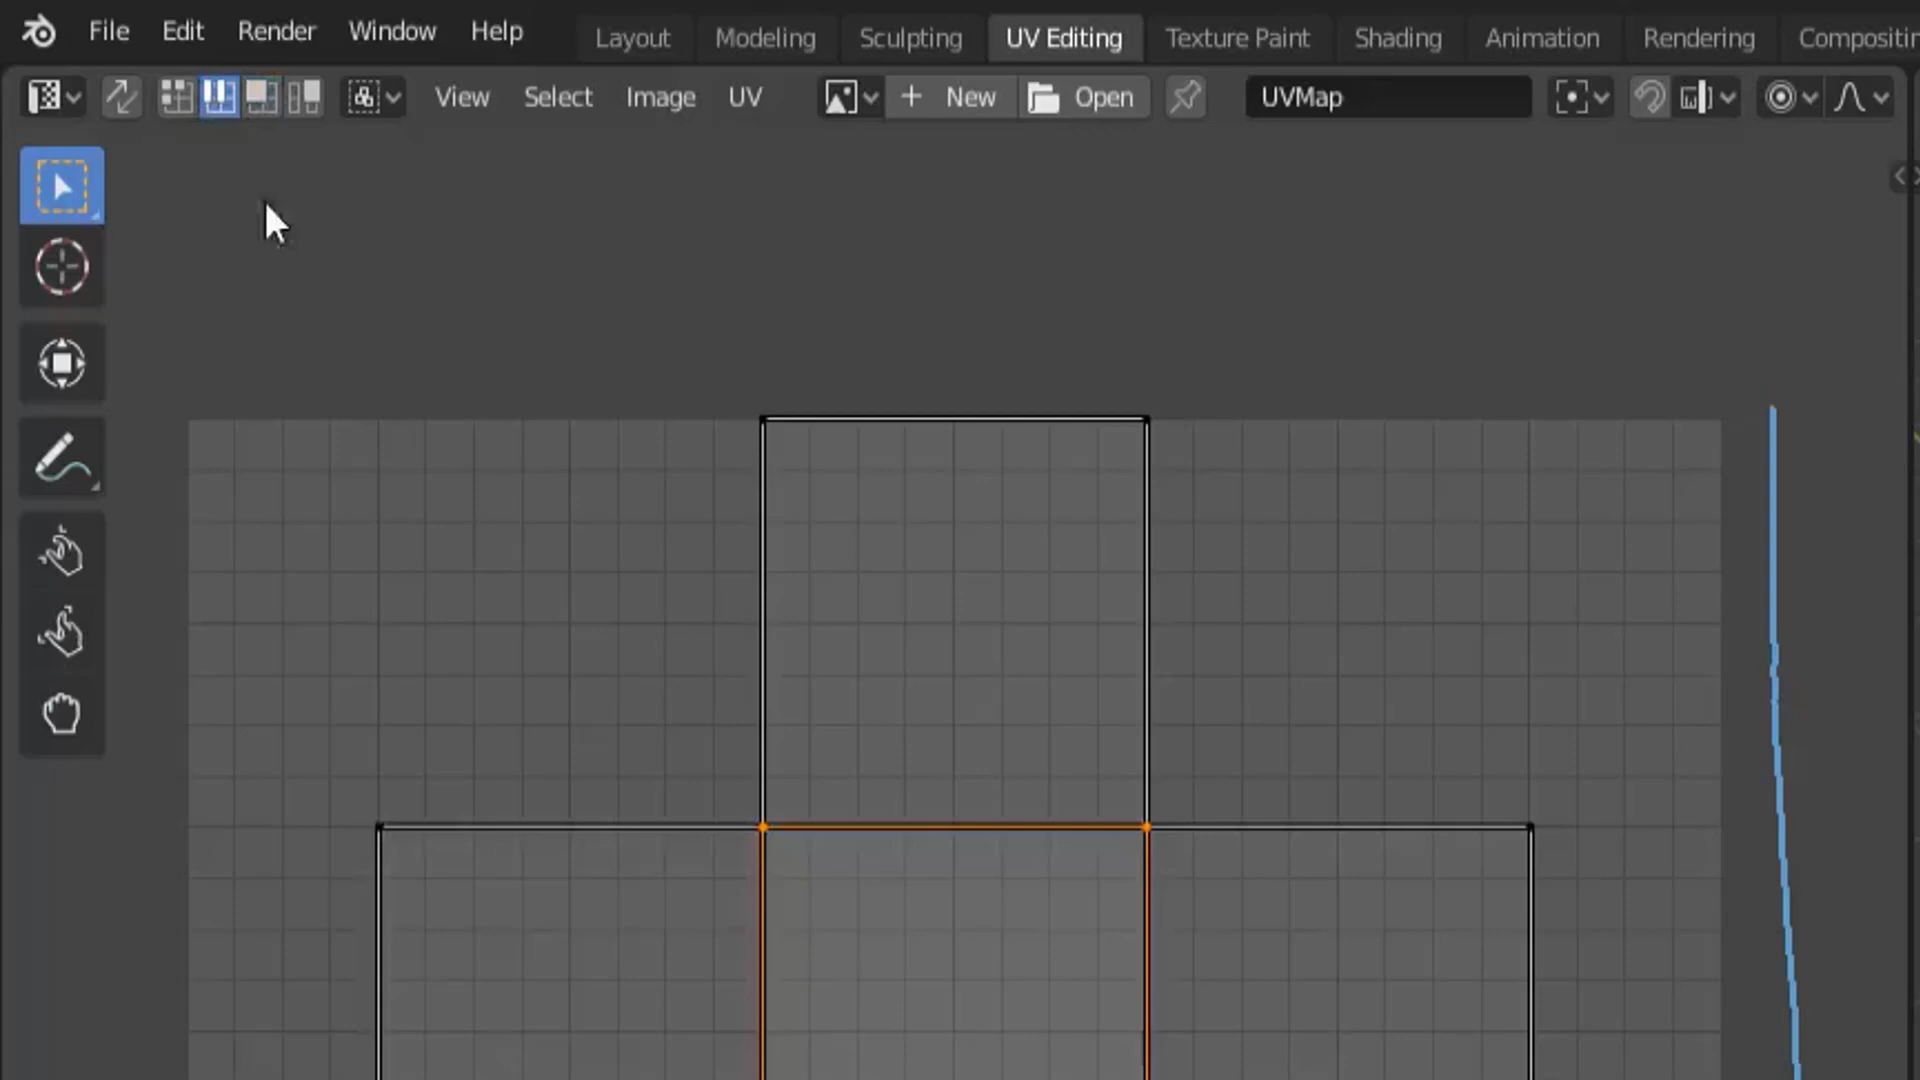 File Edit Render Window Help Layout Modeling Sculpting UV Editing Texture Paint Shading Animation Rendering Compositin
View Select Image UV New Open UVMap